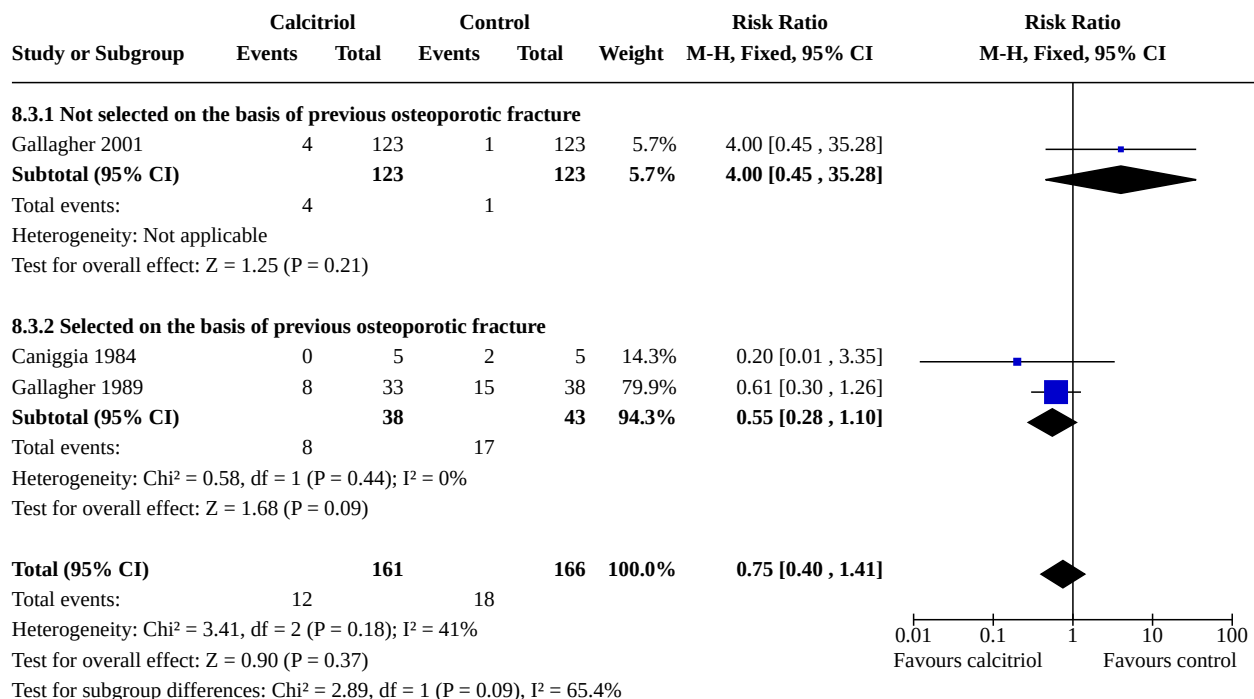 Calcitriol Control Risk Ratio Risk Ratio
Study or Subgroup Events Total Events Total Weight M-H, Fixed, 95% CI M-H, Fixed, 95% CI
8.3.1 Not selected on the basis of previous osteoporotic fracture
Gallagher 2001 4 123 1 123 5.7% 4.00 [0.45 , 35.28]
Subtotal (95% CI) 123 123 5.7% 4.00 [0.45 , 35.28]
Total events: 4 1
Heterogeneity: Not applicable
Test for overall effect: Z = 1.25 (P = 0.21)
8.3.2 Selected on the basis of previous osteoporotic fracture
Caniggia 1984 0 5 2 5 14.3% 0.20 [0.01 , 3.35]
Gallagher 1989 8 33 15 38 79.9% 0.61 [0.30 , 1.26]
Subtotal (95% CI) 38 43 94.3% 0.55 [0.28 , 1.10]
Total events: 8 17
Heterogeneity: Chi² = 0.58, df = 1 (P = 0.44); I² = 0%
Test for overall effect: Z = 1.68 (P = 0.09)
Total (95% CI) 161 166 100.0% 0.75 [0.40 , 1.41]
Total events: 12 18
Heterogeneity: Chi² = 3.41, df = 2 (P = 0.18); I² = 41%
0.01 0.1 1 10 100
Test for overall effect: Z = 0.90 (P = 0.37)
Favours calcitriol Favours control
Test for subgroup differences: Chi² = 2.89, df = 1 (P = 0.09), I² = 65.4%